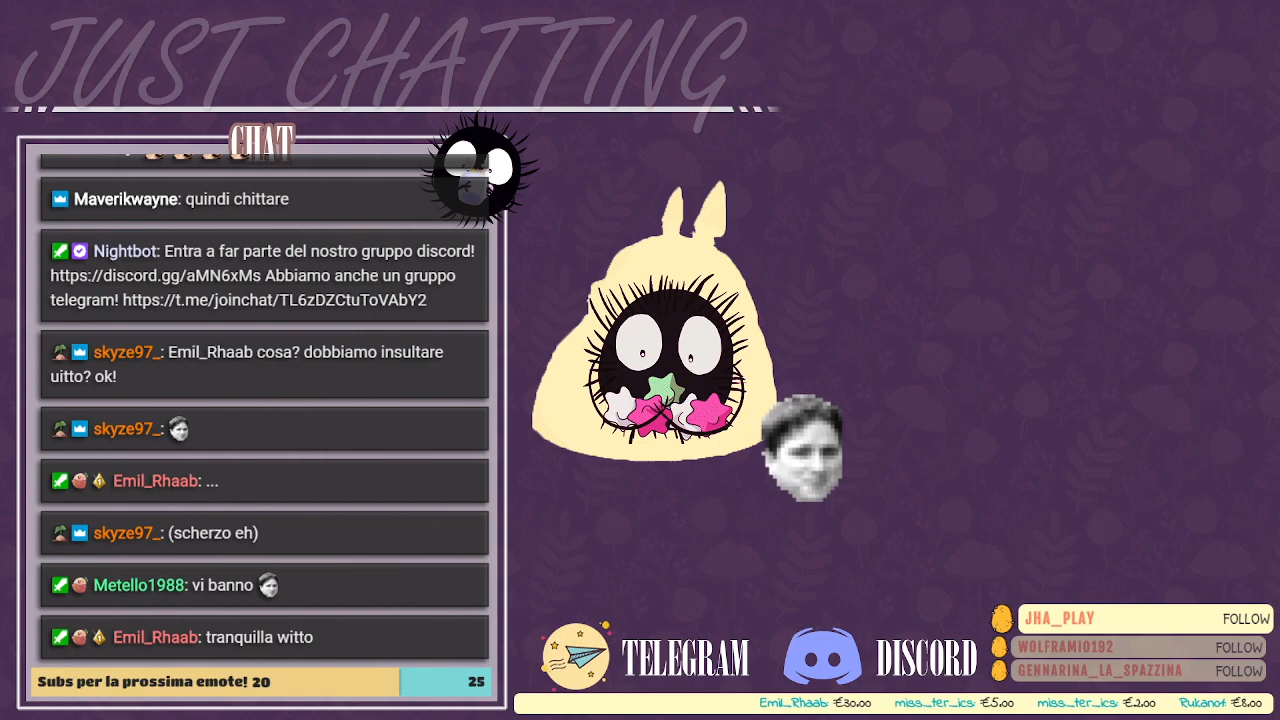 JUST CHATTING
CHAT
Maverikwayne: quindi chittare
Nightbot: Entra a far parte del nostro gruppo discord!
https://discord.gg/aMN6xMs Abbiamo anche un gruppo
telegram! https://t.me/joinchat/TL6zDZCtuToVAbY2
skyze97_: Emil_Rhaab cosa? dobbiamo insultare
uitto? ok!
skyze97_:
Emil_Rhaab: ...
skyze97_: (scherzo eh)
Metello1988: vi banno
Emil_Rhaab: tranquilla witto
Subs per la prossima emote! 20 25
TELEGRAM
DISCORD
JHA_PLAY FOLLOW
WOLFRAMIO192 FOLLOW
GENNARINA_LA_SPAZZINA FOLLOW
Emil_Rhaab: €30.00 miss_ter_ics: €5.00 miss_ter_ics: €2.00 Rukanof: €8.00